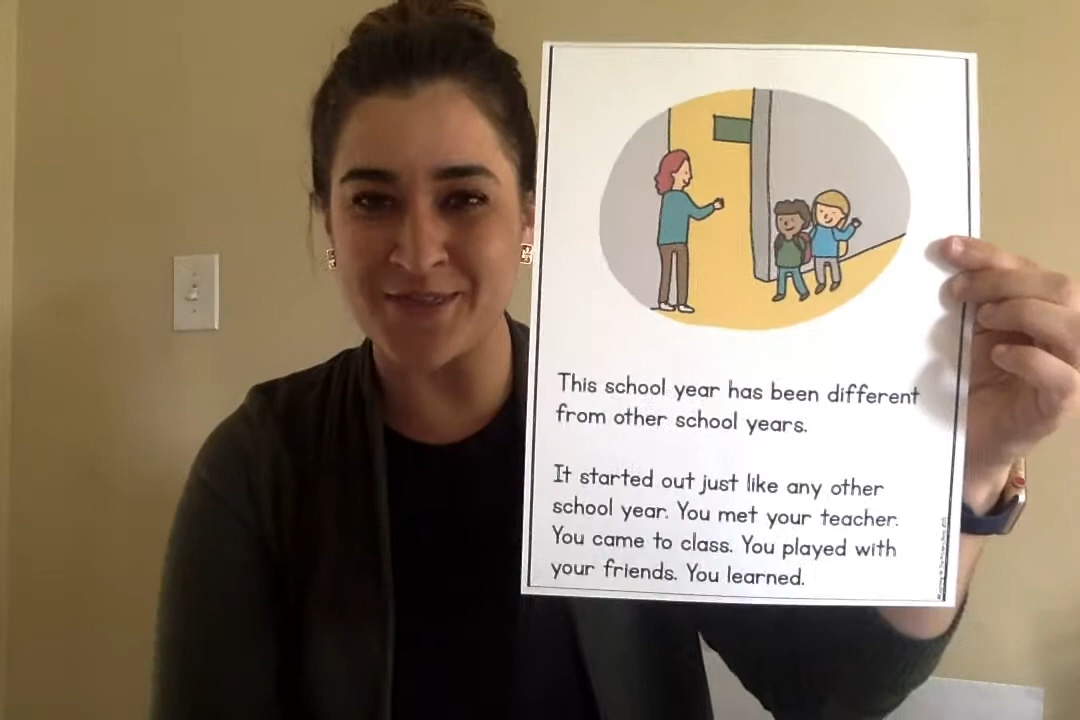 This school year has been different
from other school years.
It started out just like any other
school year. You met your teacher.
You came to class. You played with
your friends. You learned.